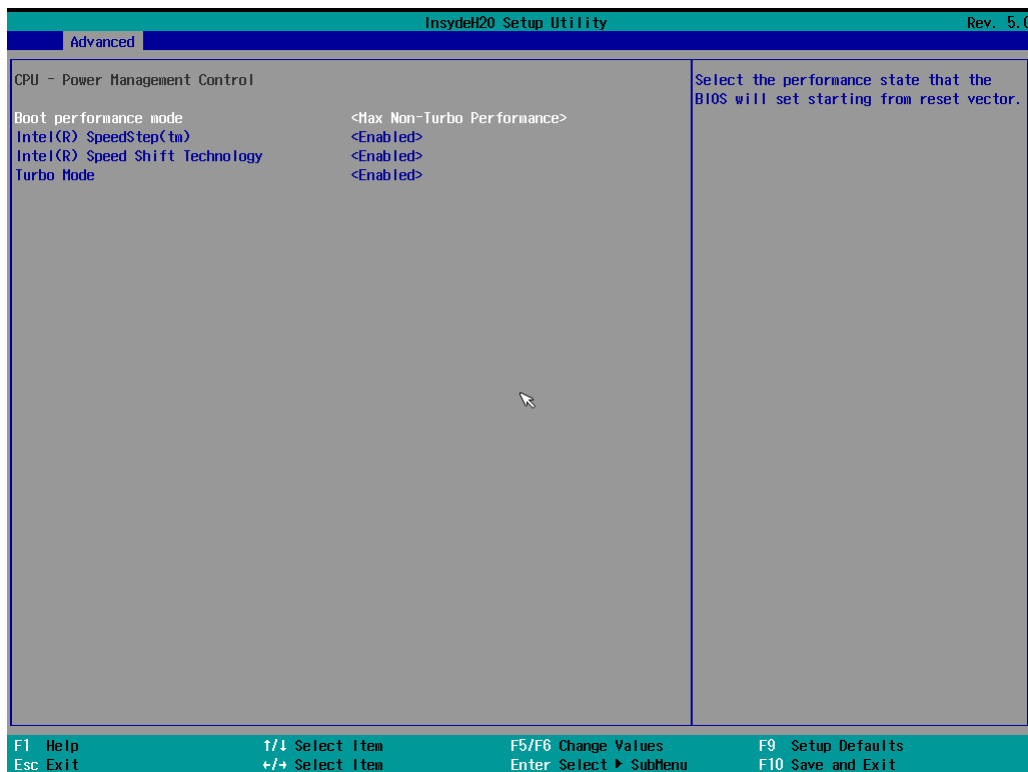 InsydeH2O Setup Utility Rev. 5.0
Advanced
CPU - Power Management Control
Boot performance mode <Max Non-Turbo Performance>
Intel(R) SpeedStep(tm) <Enabled>
Intel(R) Speed Shift Technology <Enabled>
Turbo Mode <Enabled>
Select the performance state that the
BIOS will set starting from reset vector.
F1 Help ↑/↓ Select Item F5/F6 Change Values F9 Setup Defaults
Esc Exit ←/→ Select Item Enter Select ▶ SubMenu F10 Save and Exit